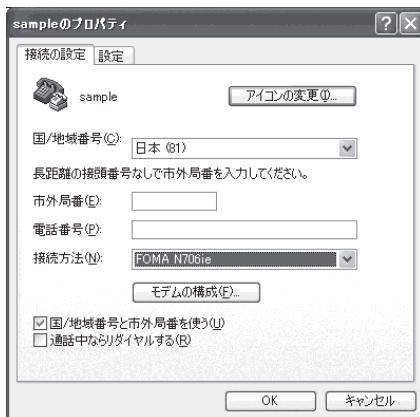 sampleのプロパティ
接続の設定 設定
sample
アイコンの変更(I)...
国/地域番号(C): 日本 (81)
長距離の接頭番号なしで市外局番を入力してください。
市外局番(E):
電話番号(P):
接続方法(N): FOMA N706ie
モデムの構成(F)...
国/地域番号と市外局番を使う(U)
通話中ならリダイヤルする(R)
OK キャンセル